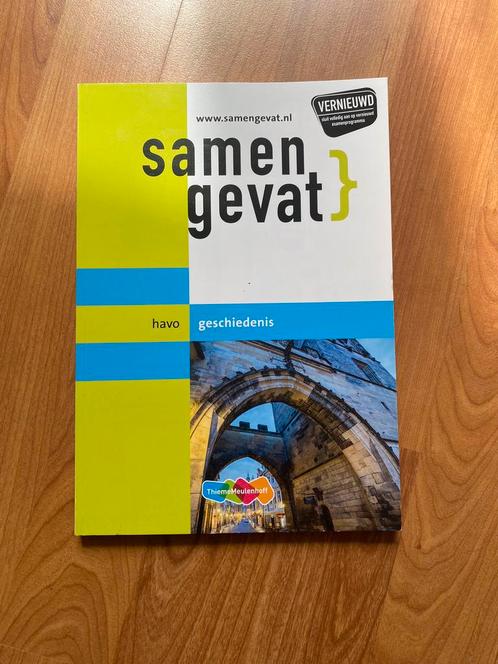 www.samengevat.nl
VERNIEUWD
sluit volledig aan op vernieuwd
examenprogramma
samen
gevat}
havo
geschiedenis
ThiemeMeulenhoff